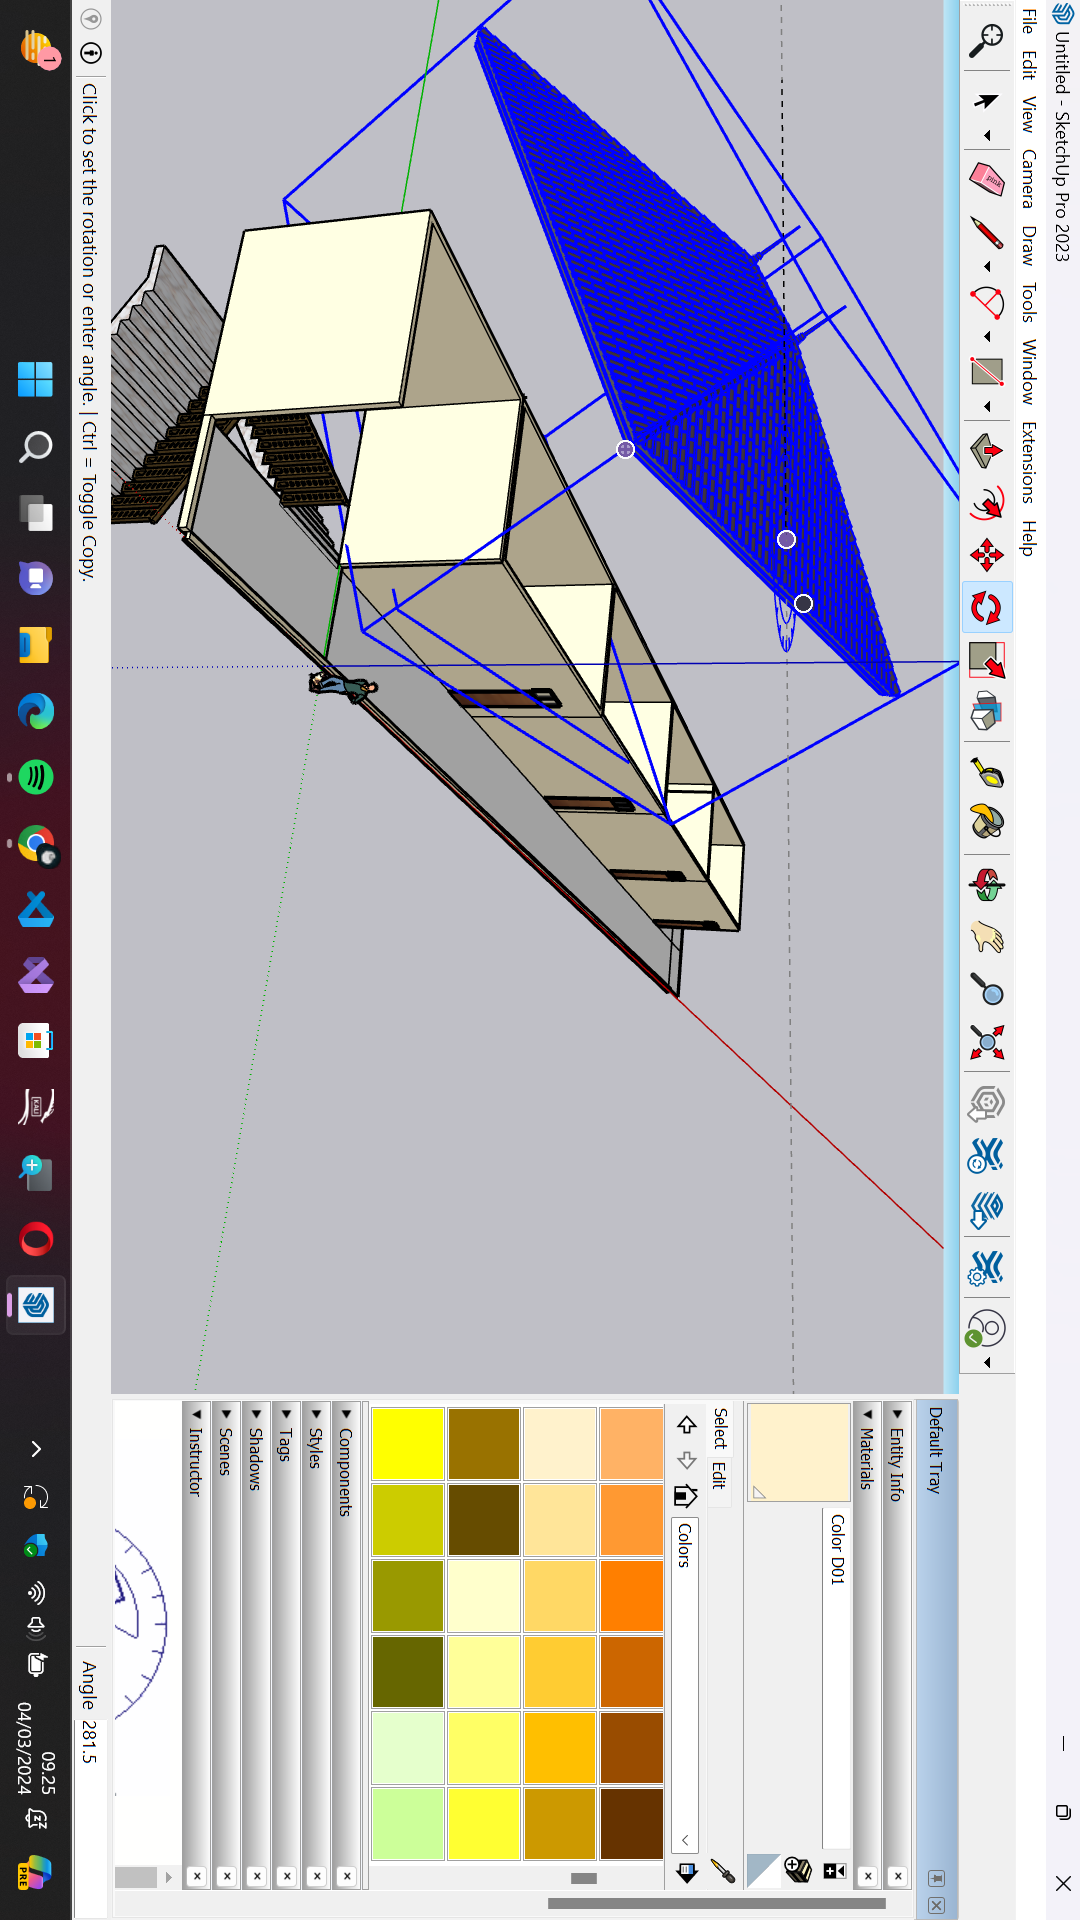 Untitled - SketchUp Pro 2023
File Edit View Camera Draw Tools Window Extensions Help
Default Tray
Entity Info
Materials
Color D01
Select Edit
Colors
Components
Styles
Tags
Shadows
Scenes
Instructor
Click to set the rotation or enter angle. | Ctrl = Toggle Copy.
Angle 281.5
1
09.25
04/03/2024
PRE